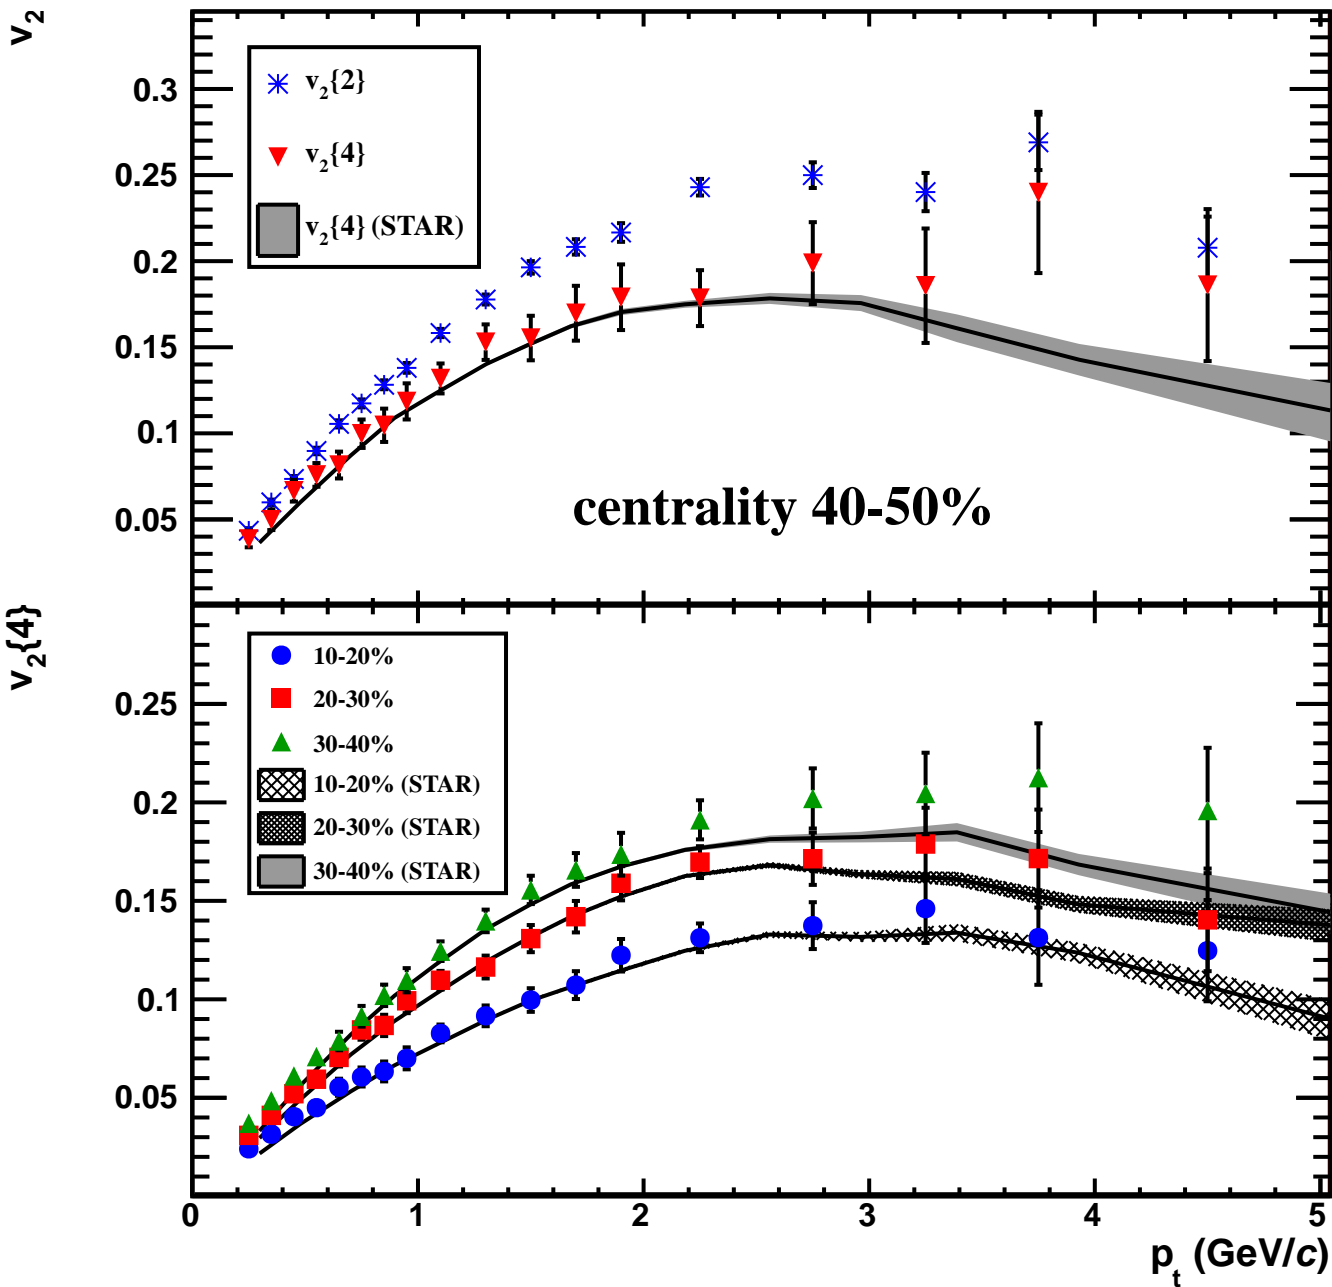 v₂
0.3
0.25
0.2
0.15
0.1
0.05
v₂{2}
v₂{4}
v₂{4} (STAR)
centrality 40-50%
v₂{4}
0.25
0.2
0.15
0.1
0.05
10-20%
20-30%
30-40%
10-20% (STAR)
20-30% (STAR)
30-40% (STAR)
0 1 2 3 4 5
pₜ (GeV/c)